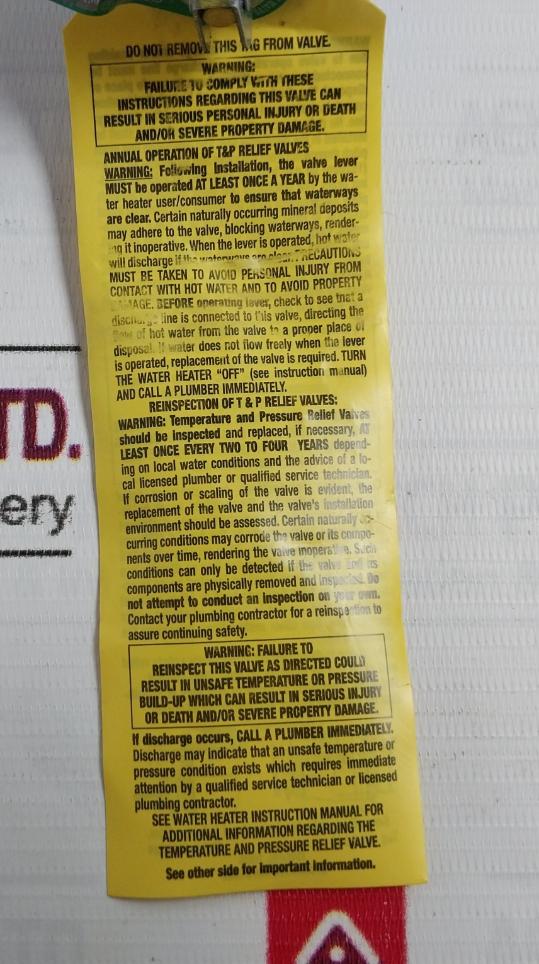 DO NOT REMOVE THIS TAG FROM VALVE.
WARNING:
FAILURE TO COMPLY WITH THESE
INSTRUCTIONS REGARDING THIS VALVE CAN
RESULT IN SERIOUS PERSONAL INJURY OR DEATH
AND/OR SEVERE PROPERTY DAMAGE.
ANNUAL OPERATION OF T&P RELIEF VALVES
WARNING: Following installation, the valve lever
MUST be operated AT LEAST ONCE A YEAR by the wa-
ter heater user/consumer to ensure that waterways
are clear. Certain naturally occurring mineral deposits
may adhere to the valve, blocking waterways, render-
ing it inoperative. When the lever is operated, hot water
will discharge if the waterways are clear. PRECAUTIONS
MUST BE TAKEN TO AVOID PERSONAL INJURY FROM
CONTACT WITH HOT WATER AND TO AVOID PROPERTY
DAMAGE. BEFORE operating lever, check to see that a
discharge line is connected to this valve, directing the
flow of hot water from the valve to a proper place of
disposal. If water does not flow freely when the lever
is operated, replacement of the valve is required. TURN
THE WATER HEATER "OFF" (see instruction manual)
AND CALL A PLUMBER IMMEDIATELY.
REINSPECTION OF T & P RELIEF VALVES:
WARNING: Temperature and Pressure Relief Valves
should be inspected and replaced, if necessary, AT
LEAST ONCE EVERY TWO TO FOUR YEARS depend-
ing on local water conditions and the advice of a lo-
cal licensed plumber or qualified service technician.
If corrosion or scaling of the valve is evident, the
replacement of the valve and the valve's installation
environment should be assessed. Certain naturally oc-
curring conditions may corrode the valve or its compo-
nents over time, rendering the valve inoperative. Such
conditions can only be detected if the valve and its
components are physically removed and inspected. Do
not attempt to conduct an inspection on your own.
Contact your plumbing contractor for a reinspection to
assure continuing safety.
WARNING: FAILURE TO
REINSPECT THIS VALVE AS DIRECTED COULD
RESULT IN UNSAFE TEMPERATURE OR PRESSURE
BUILD-UP WHICH CAN RESULT IN SERIOUS INJURY
OR DEATH AND/OR SEVERE PROPERTY DAMAGE.
If discharge occurs, CALL A PLUMBER IMMEDIATELY.
Discharge may indicate that an unsafe temperature or
pressure condition exists which requires immediate
attention by a qualified service technician or licensed
plumbing contractor.
SEE WATER HEATER INSTRUCTION MANUAL FOR
ADDITIONAL INFORMATION REGARDING THE
TEMPERATURE AND PRESSURE RELIEF VALVE.
See other side for important information.
TD.
ery